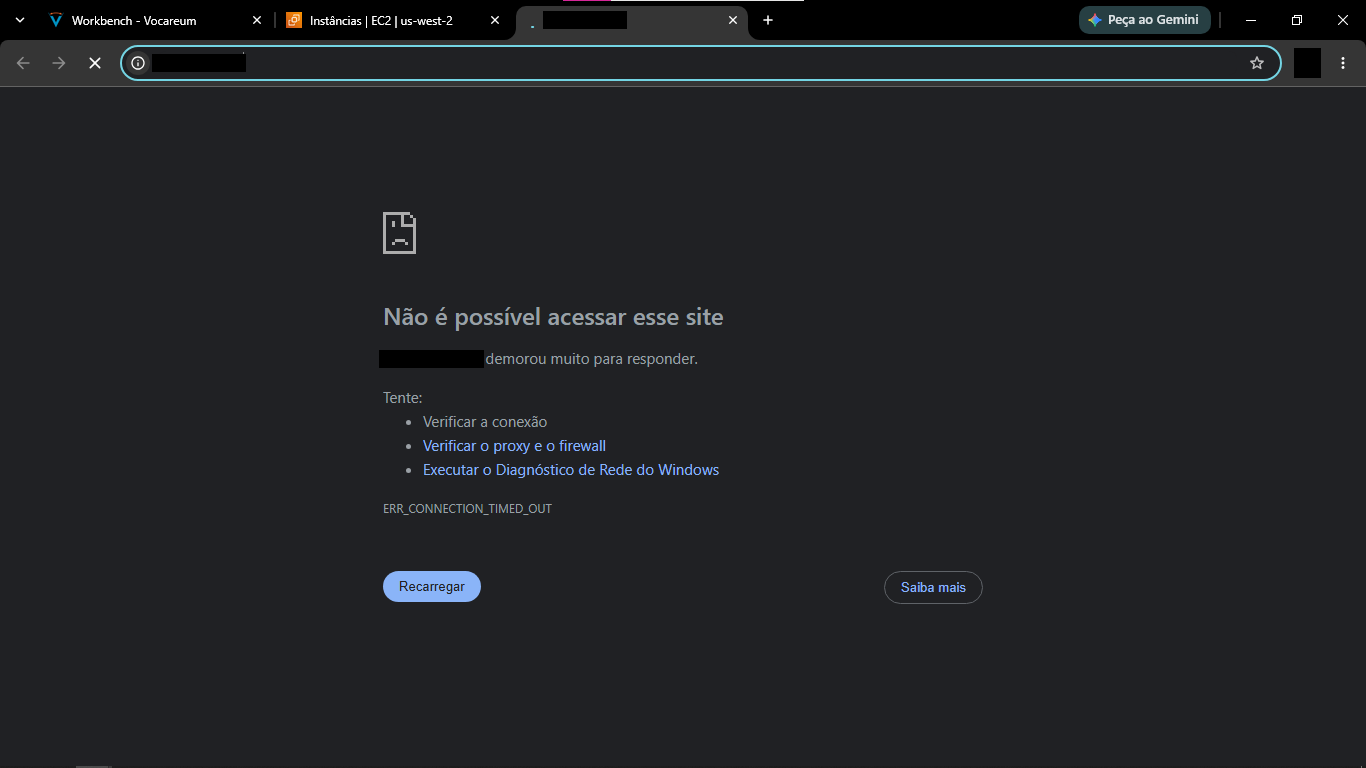 Workbench - Vocareum
Instâncias | EC2 | us-west-2
Peça ao Gemini
Não é possível acessar esse site
demorou muito para responder.
Tente:
Verificar a conexão
Verificar o proxy e o firewall
Executar o Diagnóstico de Rede do Windows
ERR_CONNECTION_TIMED_OUT
Recarregar
Saiba mais